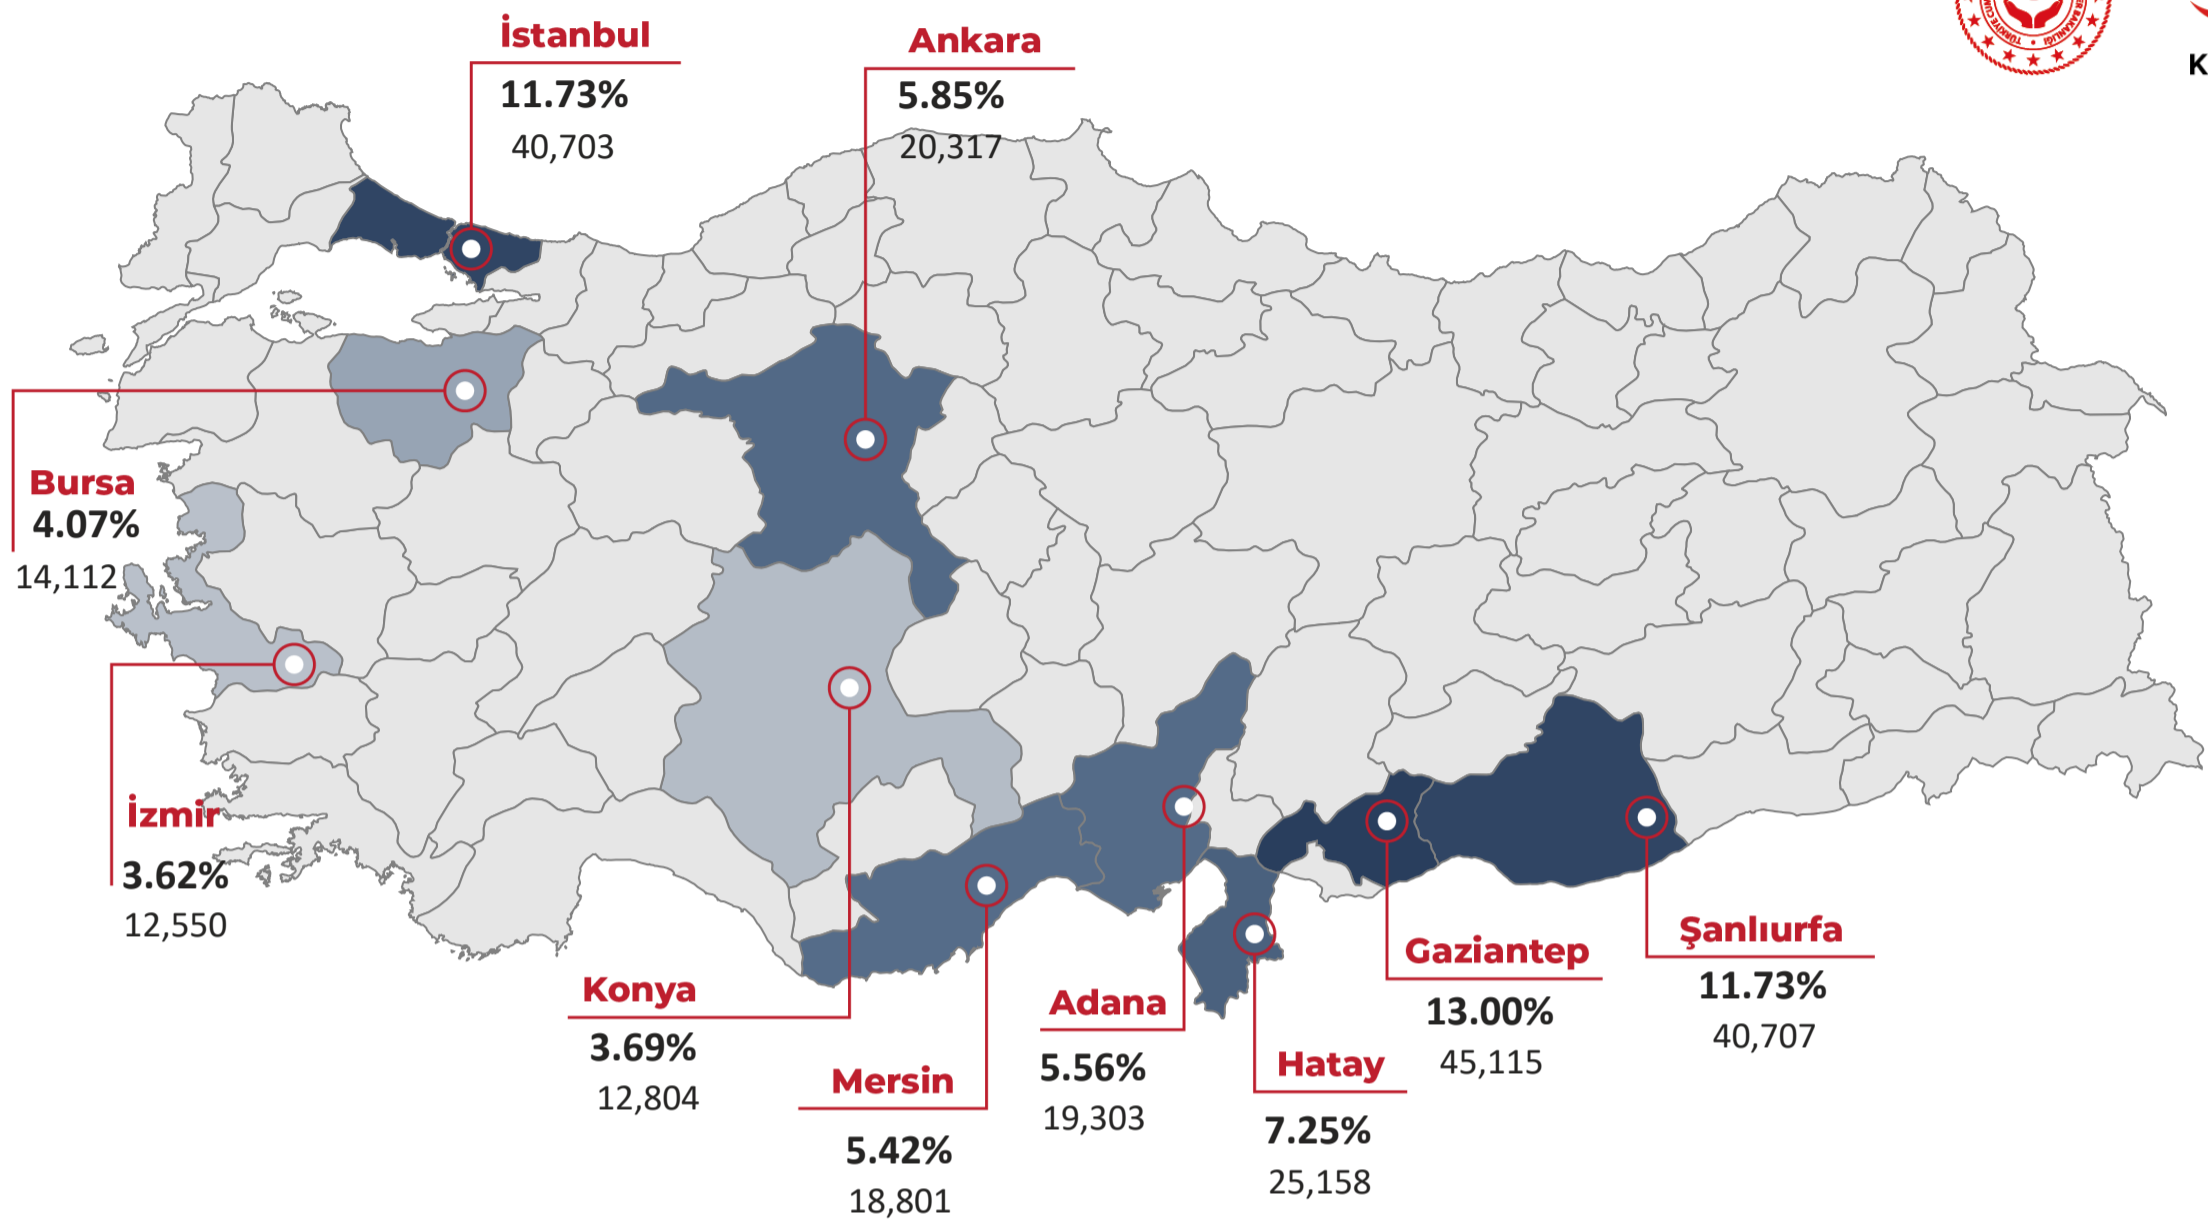 İstanbul
11.73%
40,703
Ankara
5.85%
20,317
K
Bursa
4.07%
14,112
İzmir
3.62%
12,550
Konya
3.69%
12,804
Mersin
5.42%
18,801
Adana
5.56%
19,303
Hatay
7.25%
25,158
Gaziantep
13.00%
45,115
Şanlıurfa
11.73%
40,707